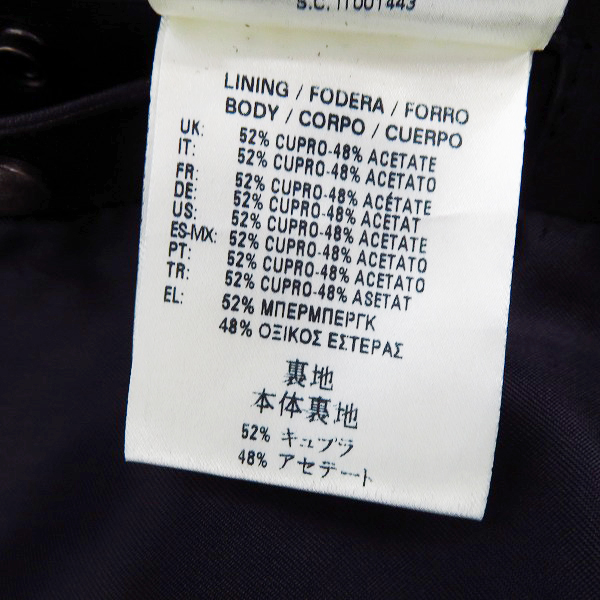 S.C. IT001443
LINING / FODERA / FORRO
BODY / CORPO / CUERPO
UK: 52% CUPRO-48% ACETATE
IT: 52% CUPRO-48% ACETATO
FR: 52% CUPRO-48% ACÉTATE
DE: 52% CUPRO-48% ACETAT
US: 52% CUPRO-48% ACETATE
ES-MX: 52% CUPRO-48% ACETATO
PT: 52% CUPRO-48% ACETATO
TR: 52% CUPRO-48% ASETAT
EL: 52% ΜΠΕΡΜΠΕΡΓΚ
48% ΟΞΙΚΟΣ ΕΣΤΕΡΑΣ
裏地
本体裏地
52% キュプラ
48% アセテート